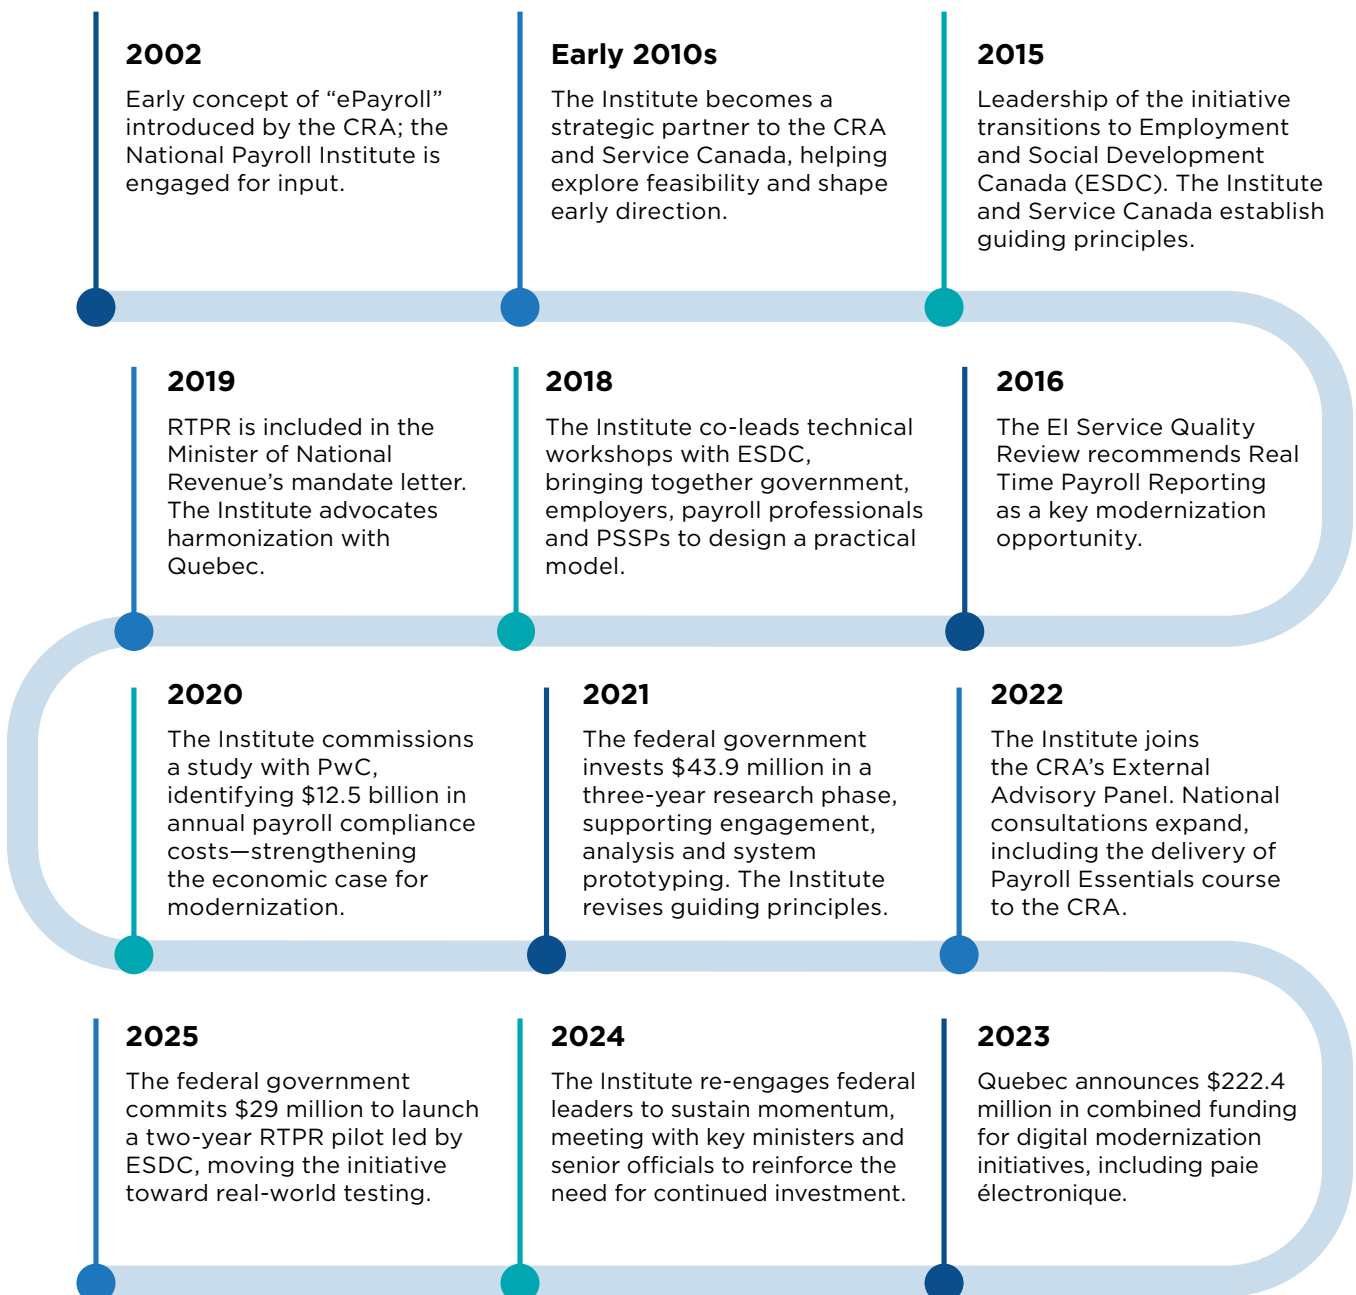 2002
Early concept of “ePayroll”
introduced by the CRA; the
National Payroll Institute is
engaged for input.
Early 2010s
The Institute becomes a
strategic partner to the CRA
and Service Canada, helping
explore feasibility and shape
early direction.
2015
Leadership of the initiative
transitions to Employment
and Social Development
Canada (ESDC). The Institute
and Service Canada establish
guiding principles.
2016
The EI Service Quality
Review recommends Real
Time Payroll Reporting
as a key modernization
opportunity.
2018
The Institute co-leads technical
workshops with ESDC,
bringing together government,
employers, payroll professionals
and PSSPs to design a practical
model.
2019
RTPR is included in the
Minister of National
Revenue’s mandate letter.
The Institute advocates
harmonization with
Quebec.
2020
The Institute commissions
a study with PwC,
identifying $12.5 billion in
annual payroll compliance
costs—strengthening
the economic case for
modernization.
2021
The federal government
invests $43.9 million in a
three-year research phase,
supporting engagement,
analysis and system
prototyping. The Institute
revises guiding principles.
2022
The Institute joins
the CRA’s External
Advisory Panel. National
consultations expand,
including the delivery of
Payroll Essentials course
to the CRA.
2023
Quebec announces $222.4
million in combined funding
for digital modernization
initiatives, including paie
électronique.
2024
The Institute re-engages federal
leaders to sustain momentum,
meeting with key ministers and
senior officials to reinforce the
need for continued investment.
2025
The federal government
commits $29 million to launch
a two-year RTPR pilot led by
ESDC, moving the initiative
toward real-world testing.